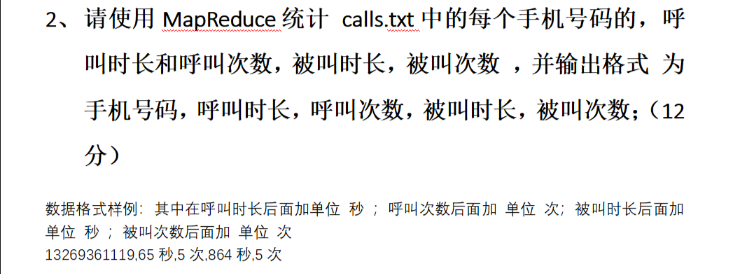 2、请使用 MapReduce 统计 calls.txt 中的每个手机号码的，呼
叫时长和呼叫次数，被叫时长，被叫次数 ，并输出格式 为
手机号码，呼叫时长，呼叫次数，被叫时长，被叫次数；（12
分）
数据格式样例：其中在呼叫时长后面加单位 秒 ；呼叫次数后面加 单位 次；被叫时长后面加
单位 秒 ；被叫次数后面加 单位 次
13269361119,65 秒,5 次,864 秒,5 次